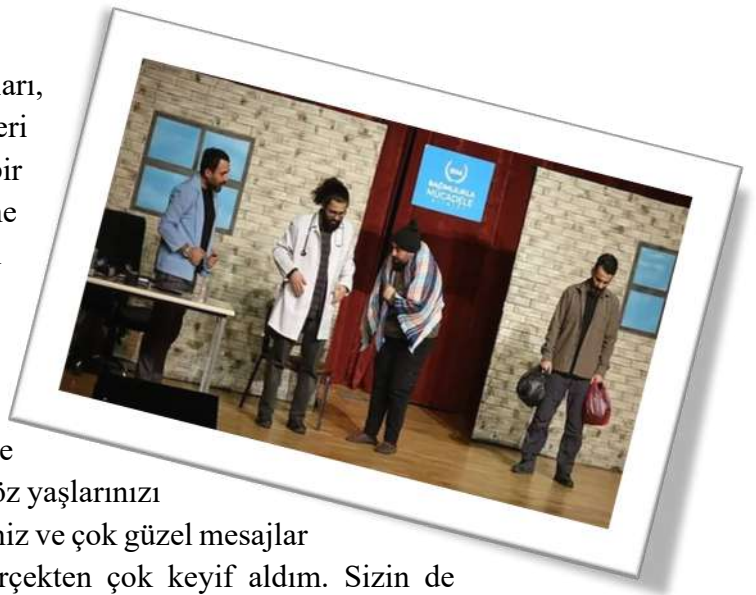 arı,
eri
bir
ne
e
öz yaşlarınızı
niz ve çok güzel mesajlar
rçekten çok keyif aldım. Sizin de
BAĞIMLILIKLA
MÜCADELE